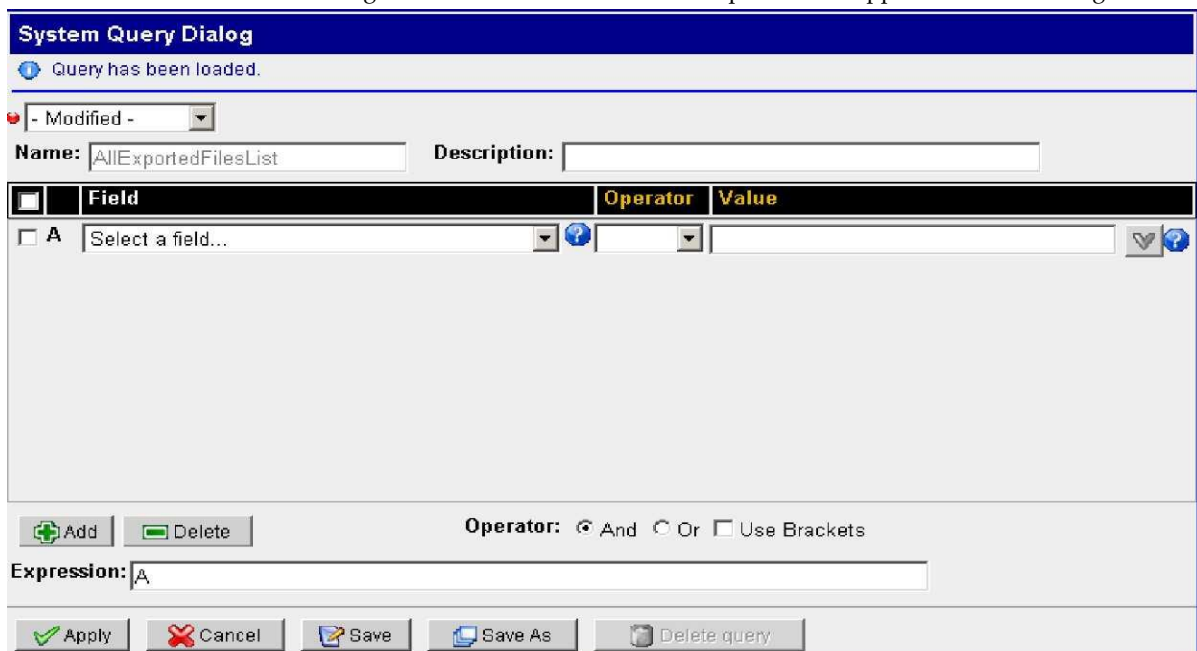 System Query Dialog
Query has been loaded.
- Modified -
Name: AllExportedFilesList Description:
Field Operator Value
A Select a field...
Add Delete Operator: And Or Use Brackets
Expression: A
Apply Cancel Save Save As Delete query